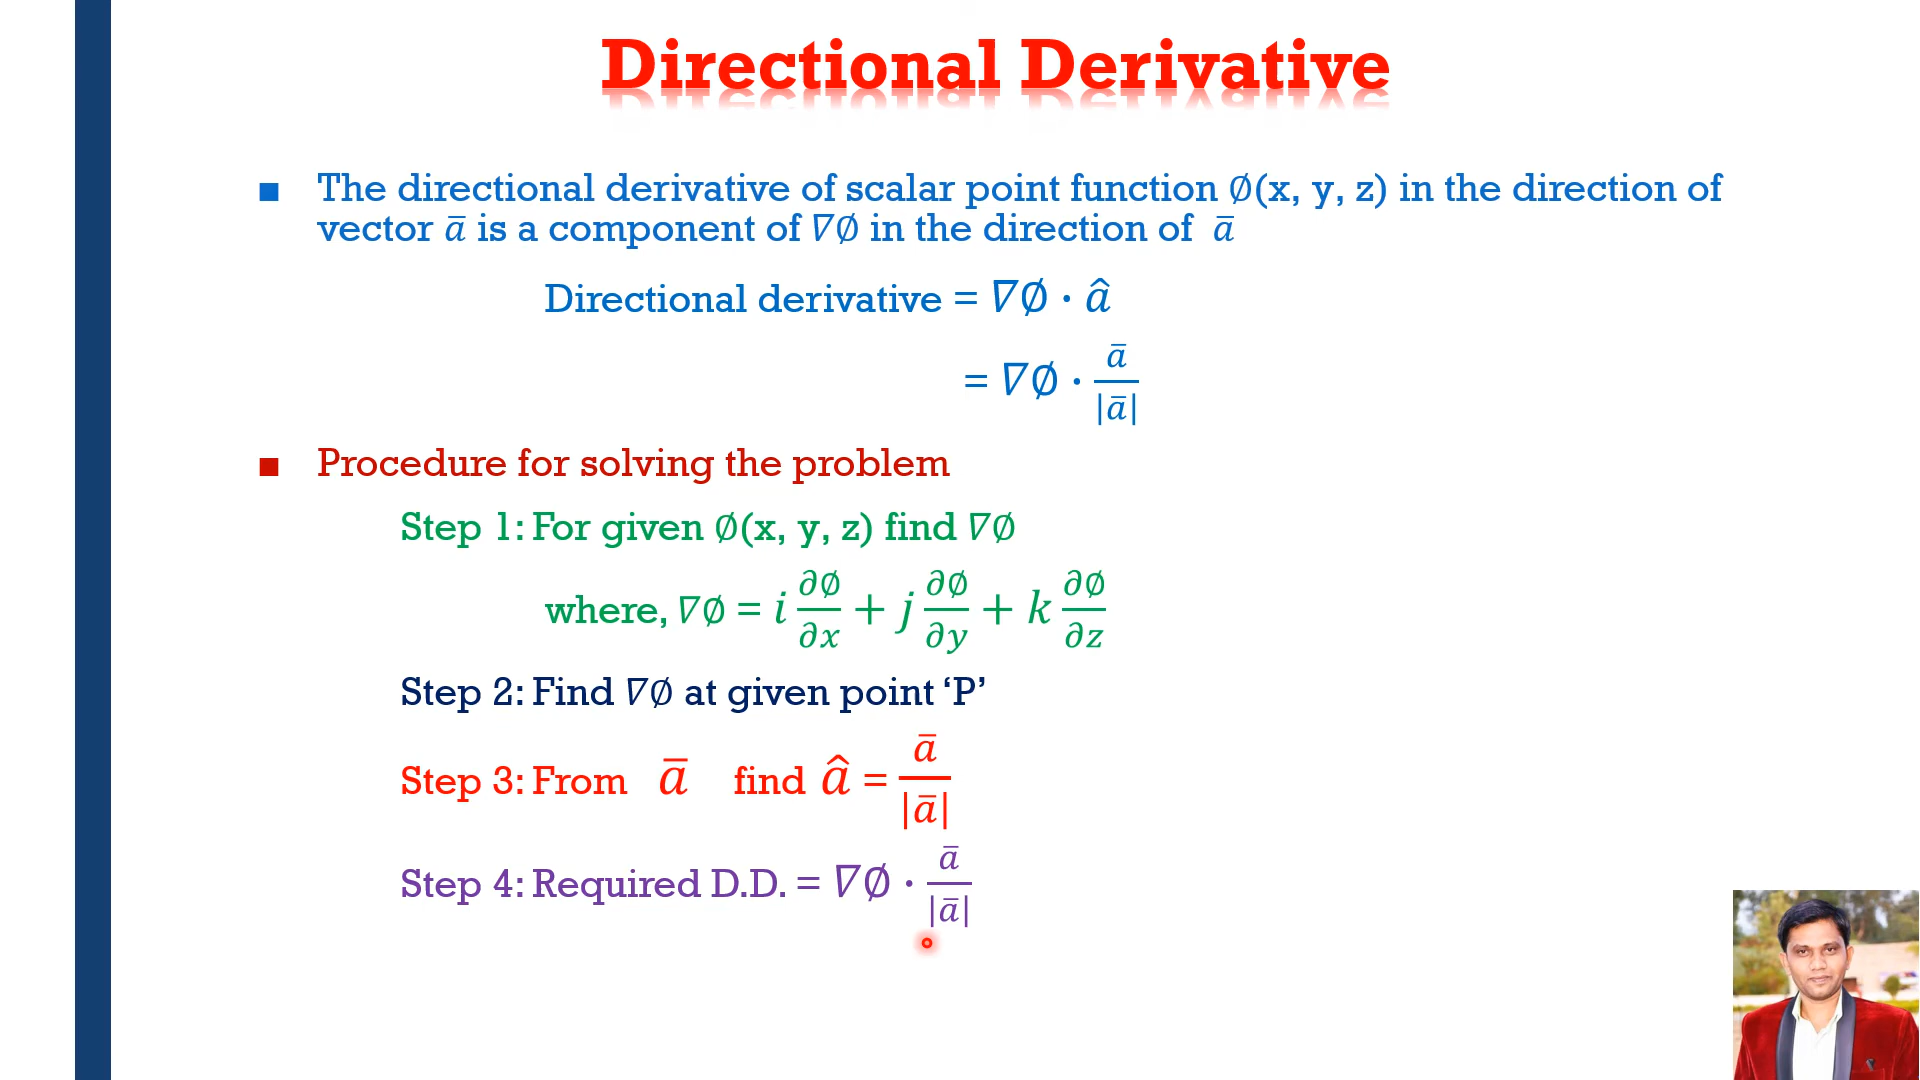 Directional Derivative
■ The directional derivative of scalar point function ∅(x, y, z) in the direction of
vector a̅ is a component of ∇∅ in the direction of a̅
Directional derivative = ∇∅ · â
= ∇∅ · a̅/|a̅|
■ Procedure for solving the problem
Step 1: For given ∅(x, y, z) find ∇∅
where, ∇∅ = i ∂∅/∂x + j ∂∅/∂y + k ∂∅/∂z
Step 2: Find ∇∅ at given point ‘P’
Step 3: From a̅ find â = a̅/|a̅|
Step 4: Required D.D. = ∇∅ · a̅/|a̅|